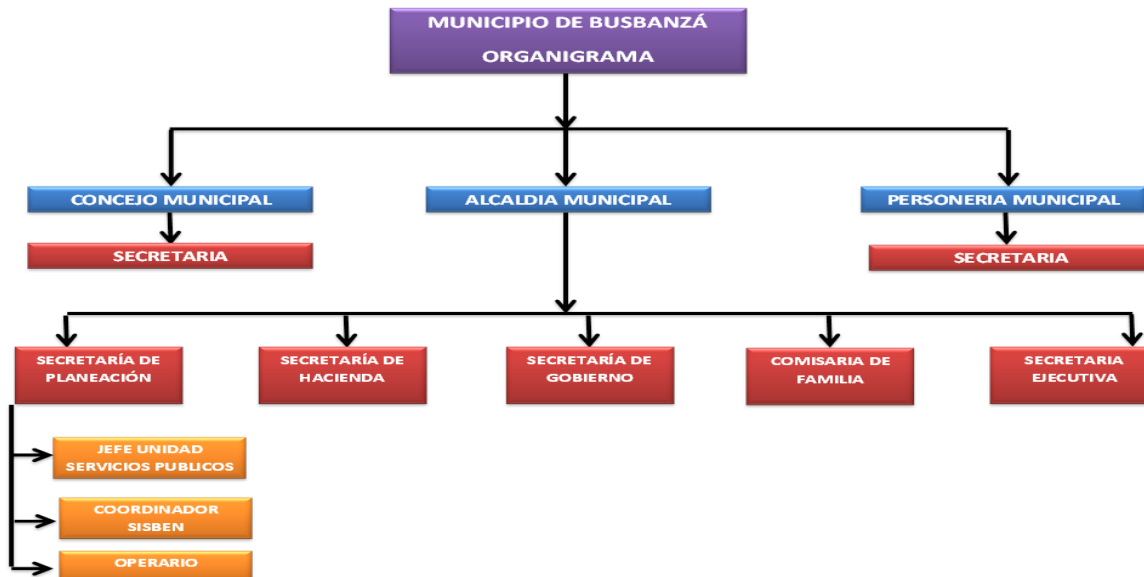 MUNICIPIO DE BUSBANZÁ
ORGANIGRAMA
CONCEJO MUNICIPAL
ALCALDIA MUNICIPAL
PERSONERIA MUNICIPAL
SECRETARIA
SECRETARIA
SECRETARÍA DE
PLANEACIÓN
SECRETARÍA DE
HACIENDA
SECRETARÍA DE
GOBIERNO
COMISARIA DE
FAMILIA
SECRETARIA
EJECUTIVA
JEFE UNIDAD
SERVICIOS PUBLICOS
COORDINADOR
SISBEN
OPERARIO